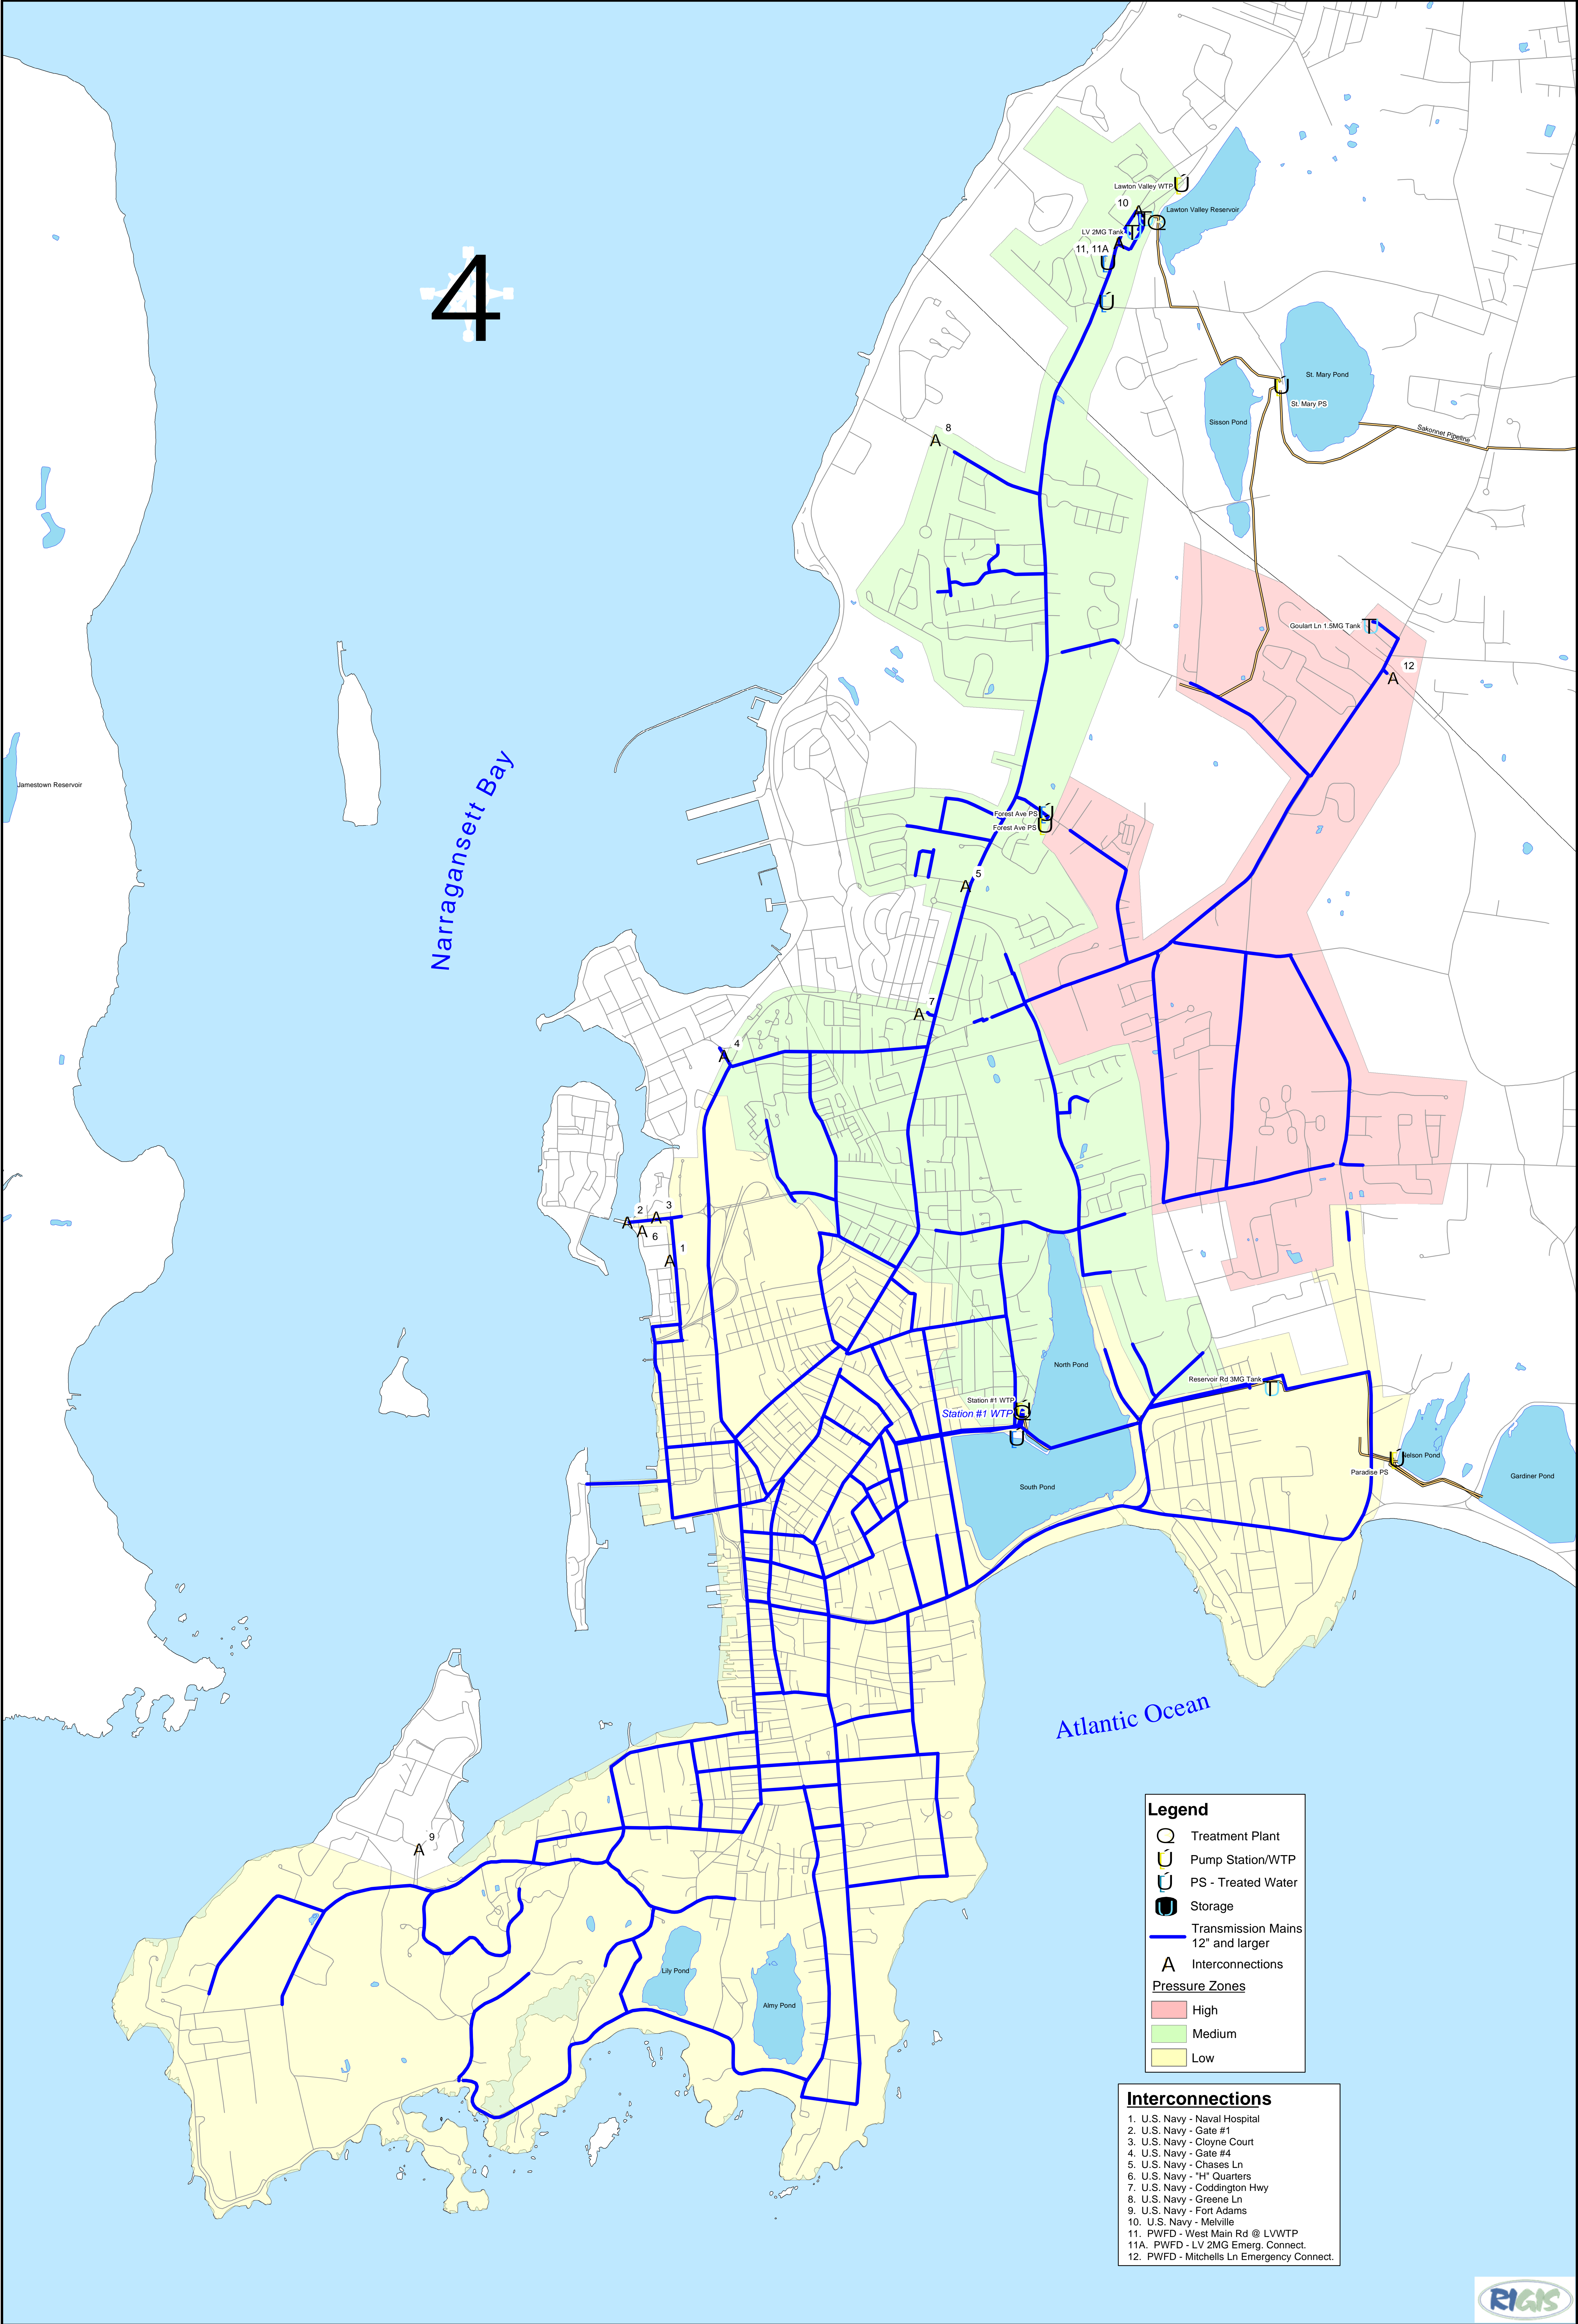 Lawton Valley WTP
Ú
10
A
Lawton Valley Reservoir
T
Q
LV 2MG Tank
T
11, 11A
A
Ú
Ú
4
St. Mary Pond
Ú
St. Mary PS
Sisson Pond
8
A
Sakonnet Pipeline
Goulart Ln 1.5MG Tank
T
12
A
Jamestown Reservoir
Narragansett Bay
Forest Ave PS
Ú
Forest Ave PS
Ú
5
A
7
A
4
A
2
3
A
A
A
6
1
A
North Pond
Reservoir Rd 3MG Tank
T
Station #1 WTP
Ú
Station #1 WTP
Q
Ú
Nelson Pond
Ú
Paradise PS
Gardiner Pond
South Pond
Atlantic Ocean
9
A
Lily Pond
Almy Pond
Legend
Q Treatment Plant
Ú Pump Station/WTP
Ú PS - Treated Water
U Storage
Transmission Mains
12" and larger
A Interconnections
Pressure Zones
High
Medium
Low
Interconnections
1. U.S. Navy - Naval Hospital
2. U.S. Navy - Gate #1
3. U.S. Navy - Cloyne Court
4. U.S. Navy - Gate #4
5. U.S. Navy - Chases Ln
6. U.S. Navy - "H" Quarters
7. U.S. Navy - Coddington Hwy
8. U.S. Navy - Greene Ln
9. U.S. Navy - Fort Adams
10. U.S. Navy - Melville
11. PWFD - West Main Rd @ LVWTP
11A. PWFD - LV 2MG Emerg. Connect.
12. PWFD - Mitchells Ln Emergency Connect.
RIGIS